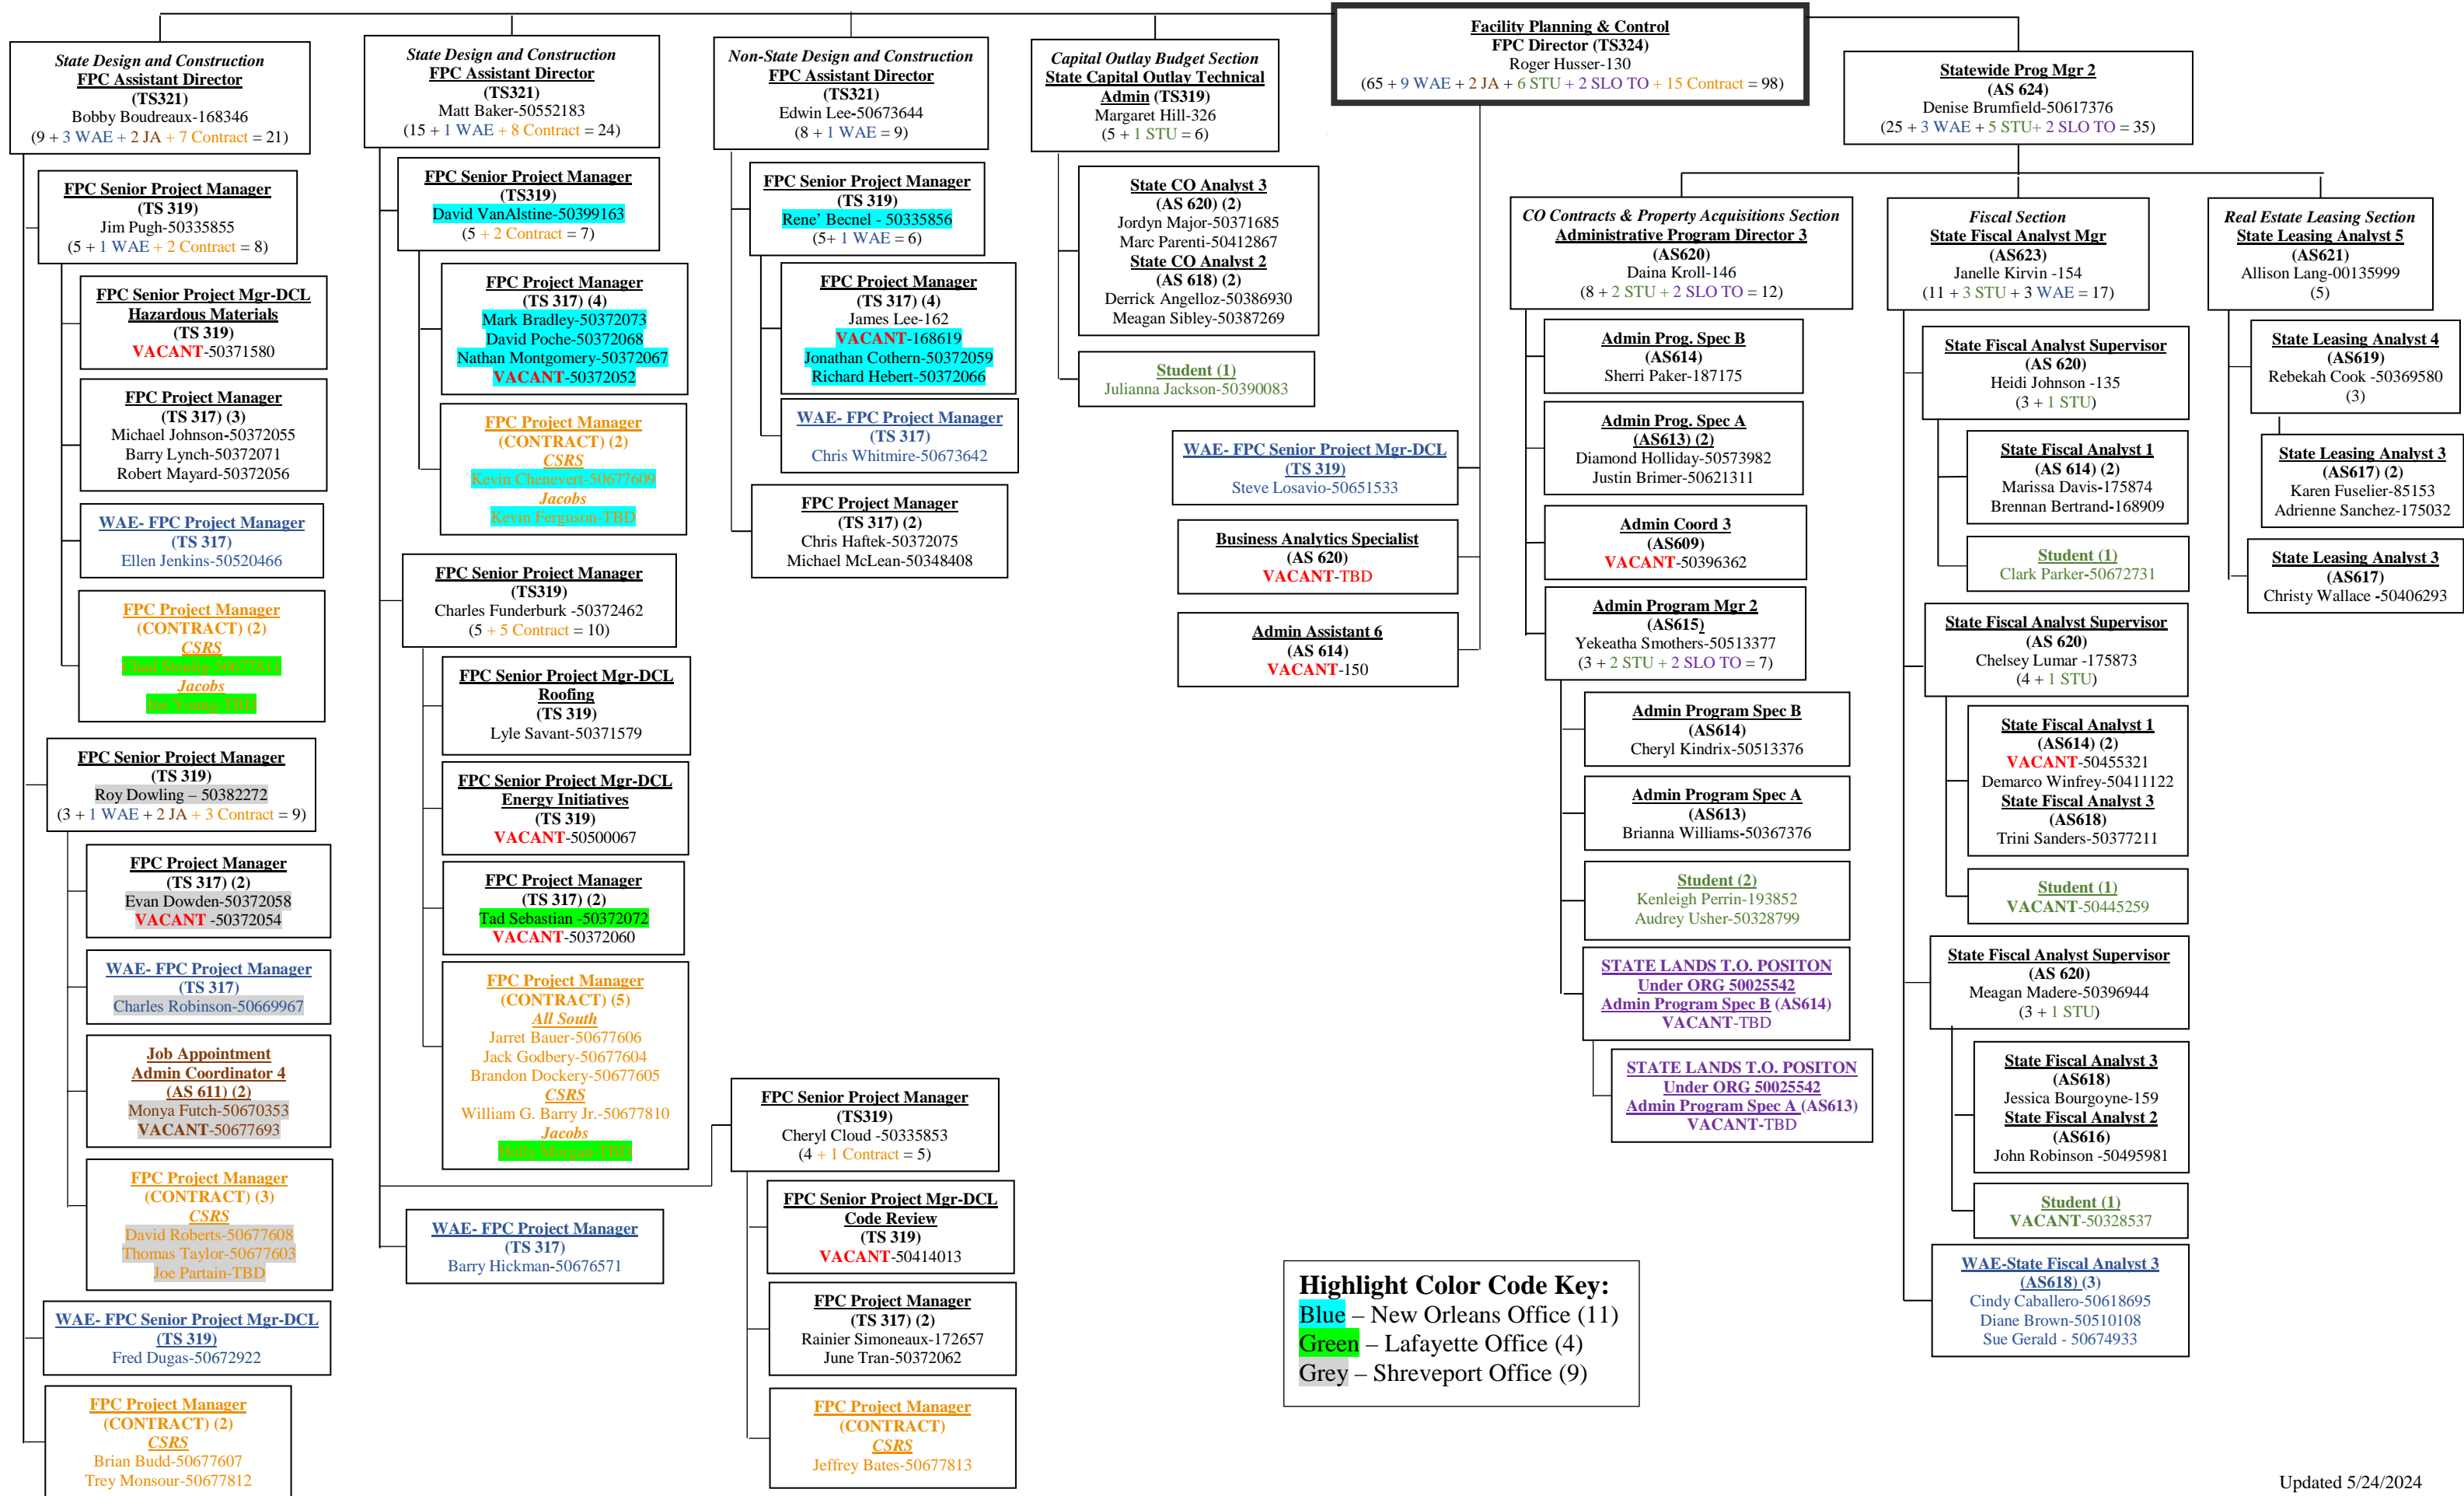 Facility Planning & Control
FPC Director (TS324)
Roger Husser-130
(65 + 9 WAE + 2 JA + 6 STU + 2 SLO TO + 15 Contract = 98)
State Design and Construction
FPC Assistant Director
(TS321)
Bobby Boudreaux-168346
(9 + 3 WAE + 2 JA + 7 Contract = 21)
FPC Senior Project Manager
(TS 319)
Jim Pugh-50335855
(5 + 1 WAE + 2 Contract = 8)
FPC Senior Project Mgr-DCL
Hazardous Materials
(TS 319)
VACANT-50371580
FPC Project Manager
(TS 317) (3)
Michael Johnson-50372055
Barry Lynch-50372071
Robert Mayard-50372056
WAE- FPC Project Manager
(TS 317)
Ellen Jenkins-50520466
FPC Project Manager
(CONTRACT) (2)
CSRS
Chad Stoulig-50677811
Jacobs
Joe Young-TBD
FPC Senior Project Manager
(TS 319)
Roy Dowling – 50382272
(3 + 1 WAE + 2 JA + 3 Contract = 9)
FPC Project Manager
(TS 317) (2)
Evan Dowden-50372058
VACANT -50372054
WAE- FPC Project Manager
(TS 317)
Charles Robinson-50669967
Job Appointment
Admin Coordinator 4
(AS 611) (2)
Monya Futch-50670353
VACANT-50677693
FPC Project Manager
(CONTRACT) (3)
CSRS
David Roberts-50677608
Thomas Taylor-50677603
Joe Partain-TBD
WAE- FPC Senior Project Mgr-DCL
(TS 319)
Fred Dugas-50672922
FPC Project Manager
(CONTRACT) (2)
CSRS
Brian Budd-50677607
Trey Monsour-50677812
State Design and Construction
FPC Assistant Director
(TS321)
Matt Baker-50552183
(15 + 1 WAE + 8 Contract = 24)
FPC Senior Project Manager
(TS319)
David VanAlstine-50399163
(5 + 2 Contract = 7)
FPC Project Manager
(TS 317) (4)
Mark Bradley-50372073
David Poche-50372068
Nathan Montgomery-50372067
VACANT-50372052
FPC Project Manager
(CONTRACT) (2)
CSRS
Kevin Chenevert-50677609
Jacobs
Kevin Ferguson-TBD
FPC Senior Project Manager
(TS319)
Charles Funderburk -50372462
(5 + 5 Contract = 10)
FPC Senior Project Mgr-DCL
Roofing
(TS 319)
Lyle Savant-50371579
FPC Senior Project Mgr-DCL
Energy Initiatives
(TS 319)
VACANT-50500067
FPC Project Manager
(TS 317) (2)
Tad Sebastian -50372072
VACANT-50372060
FPC Project Manager
(CONTRACT) (5)
All South
Jarret Bauer-50677606
Jack Godbery-50677604
Brandon Dockery-50677605
CSRS
William G. Barry Jr.-50677810
Jacobs
Holly Morgan-TBD
FPC Senior Project Manager
(TS319)
Cheryl Cloud -50335853
(4 + 1 Contract = 5)
FPC Senior Project Mgr-DCL
Code Review
(TS 319)
VACANT-50414013
FPC Project Manager
(TS 317) (2)
Rainier Simoneaux-172657
June Tran-50372062
FPC Project Manager
(CONTRACT)
CSRS
Jeffrey Bates-50677813
WAE- FPC Project Manager
(TS 317)
Barry Hickman-50676571
Non-State Design and Construction
FPC Assistant Director
(TS321)
Edwin Lee-50673644
(8 + 1 WAE = 9)
FPC Senior Project Manager
(TS 319)
Rene’ Becnel - 50335856
(5+ 1 WAE = 6)
FPC Project Manager
(TS 317) (4)
James Lee-162
VACANT-168619
Jonathan Cothern-50372059
Richard Hebert-50372066
WAE- FPC Project Manager
(TS 317)
Chris Whitmire-50673642
FPC Project Manager
(TS 317) (2)
Chris Haftek-50372075
Michael McLean-50348408
Capital Outlay Budget Section
State Capital Outlay Technical
Admin (TS319)
Margaret Hill-326
(5 + 1 STU = 6)
State CO Analyst 3
(AS 620) (2)
Jordyn Major-50371685
Marc Parenti-50412867
State CO Analyst 2
(AS 618) (2)
Derrick Angelloz-50386930
Meagan Sibley-50387269
Student (1)
Julianna Jackson-50390083
WAE- FPC Senior Project Mgr-DCL
(TS 319)
Steve Losavio-50651533
Business Analytics Specialist
(AS 620)
VACANT-TBD
Admin Assistant 6
(AS 614)
VACANT-150
Statewide Prog Mgr 2
(AS 624)
Denise Brumfield-50617376
(25 + 3 WAE + 5 STU+ 2 SLO TO = 35)
CO Contracts & Property Acquisitions Section
Administrative Program Director 3
(AS620)
Daina Kroll-146
(8 + 2 STU + 2 SLO TO = 12)
Admin Prog. Spec B
(AS614)
Sherri Paker-187175
Admin Prog. Spec A
(AS613) (2)
Diamond Holliday-50573982
Justin Brimer-50621311
Admin Coord 3
(AS609)
VACANT-50396362
Admin Program Mgr 2
(AS615)
Yekeatha Smothers-50513377
(3 + 2 STU + 2 SLO TO = 7)
Admin Program Spec B
(AS614)
Cheryl Kindrix-50513376
Admin Program Spec A
(AS613)
Brianna Williams-50367376
Student (2)
Kenleigh Perrin-193852
Audrey Usher-50328799
STATE LANDS T.O. POSITON
Under ORG 50025542
Admin Program Spec B (AS614)
VACANT-TBD
STATE LANDS T.O. POSITON
Under ORG 50025542
Admin Program Spec A (AS613)
VACANT-TBD
Fiscal Section
State Fiscal Analyst Mgr
(AS623)
Janelle Kirvin -154
(11 + 3 STU + 3 WAE = 17)
State Fiscal Analyst Supervisor
(AS 620)
Heidi Johnson -135
(3 + 1 STU)
State Fiscal Analyst 1
(AS 614) (2)
Marissa Davis-175874
Brennan Bertrand-168909
Student (1)
Clark Parker-50672731
State Fiscal Analyst Supervisor
(AS 620)
Chelsey Lumar -175873
(4 + 1 STU)
State Fiscal Analyst 1
(AS614) (2)
VACANT-50455321
Demarco Winfrey-50411122
State Fiscal Analyst 3
(AS618)
Trini Sanders-50377211
Student (1)
VACANT-50445259
State Fiscal Analyst Supervisor
(AS 620)
Meagan Madere-50396944
(3 + 1 STU)
State Fiscal Analyst 3
(AS618)
Jessica Bourgoyne-159
State Fiscal Analyst 2
(AS616)
John Robinson -50495981
Student (1)
VACANT-50328537
WAE-State Fiscal Analyst 3
(AS618) (3)
Cindy Caballero-50618695
Diane Brown-50510108
Sue Gerald - 50674933
Real Estate Leasing Section
State Leasing Analyst 5
(AS621)
Allison Lang-00135999
(5)
State Leasing Analyst 4
(AS619)
Rebekah Cook -50369580
(3)
State Leasing Analyst 3
(AS617) (2)
Karen Fuselier-85153
Adrienne Sanchez-175032
State Leasing Analyst 3
(AS617)
Christy Wallace -50406293
Highlight Color Code Key:
Blue – New Orleans Office (11)
Green – Lafayette Office (4)
Grey – Shreveport Office (9)
Updated 5/24/2024